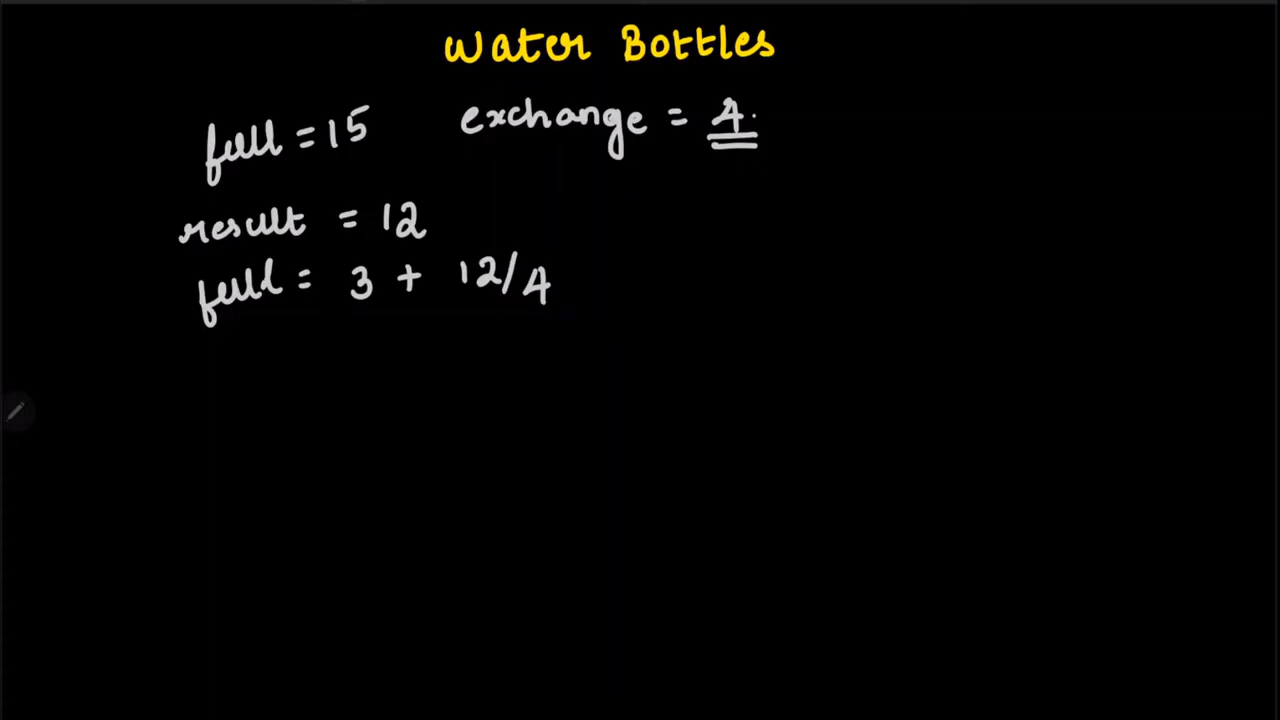 Water Bottles
full = 15 exchange = 4.
result = 12
full = 3 + 12/4